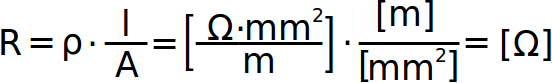 R = ρ · l / A = [Ω·mm² / m] · [m] / [mm²] = [Ω]